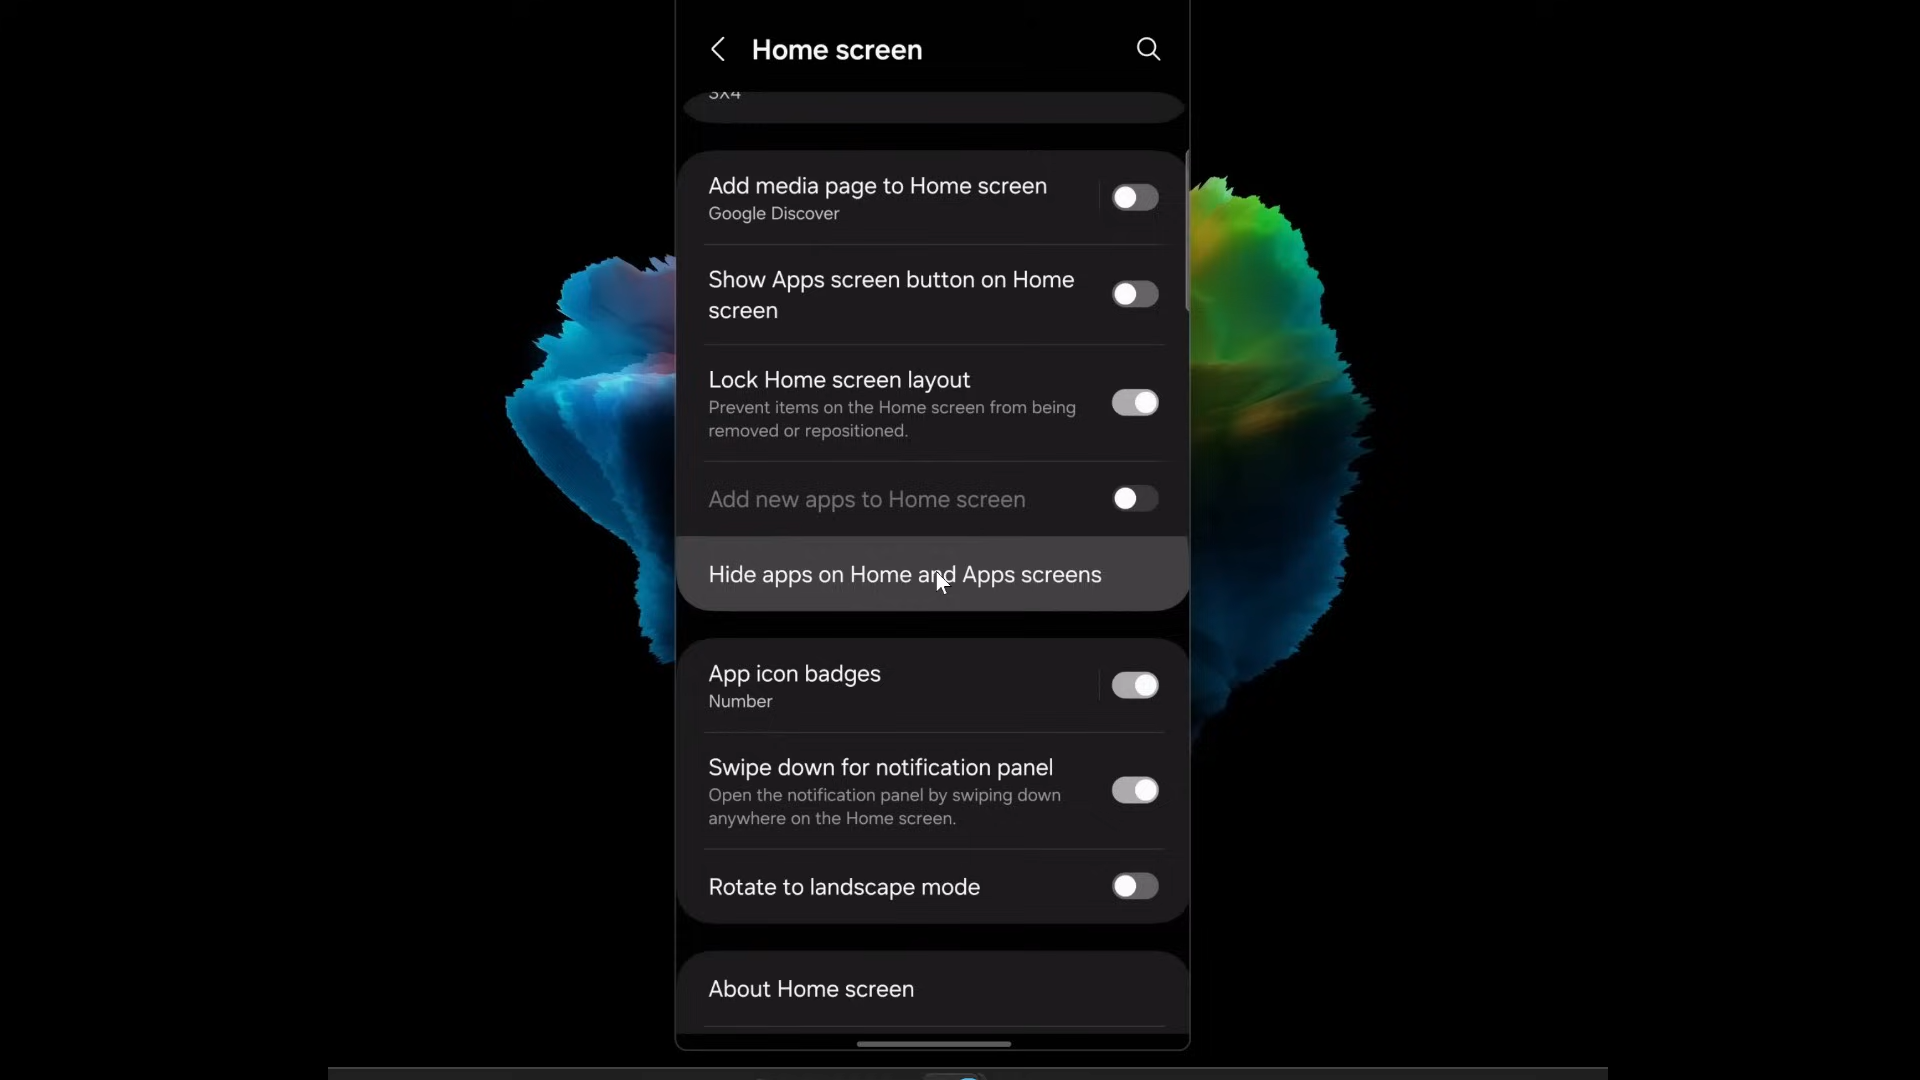 Home screen
3X4
Add media page to Home screen
Google Discover
Show Apps screen button on Home
screen
Lock Home screen layout
Prevent items on the Home screen from being
removed or repositioned.
Add new apps to Home screen
Hide apps on Home and Apps screens
App icon badges
Number
Swipe down for notification panel
Open the notification panel by swiping down
anywhere on the Home screen.
Rotate to landscape mode
About Home screen